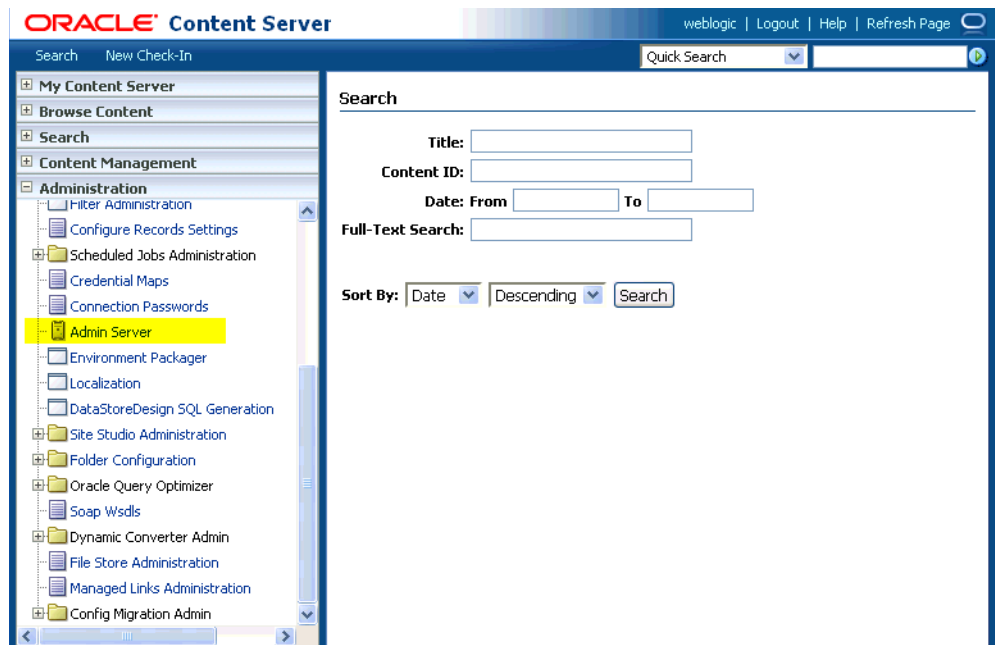 ORACLE Content Server
weblogic | Logout | Help | Refresh Page
Search New Check-In
Quick Search
My Content Server
Browse Content
Search
Content Management
Administration
Filter Administration
Configure Records Settings
Scheduled Jobs Administration
Credential Maps
Connection Passwords
Admin Server
Environment Packager
Localization
DataStoreDesign SQL Generation
Site Studio Administration
Folder Configuration
Oracle Query Optimizer
Soap Wsdls
Dynamic Converter Admin
File Store Administration
Managed Links Administration
Config Migration Admin
Search
Title:
Content ID:
Date: From To
Full-Text Search:
Sort By: Date Descending Search